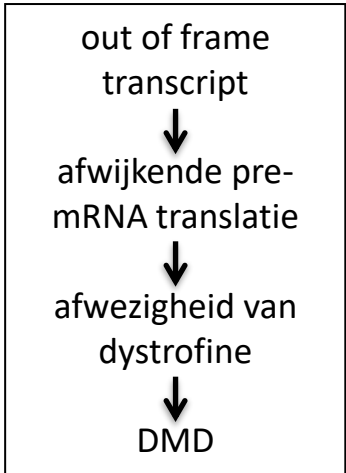 out of frame
transcript
afwijkende pre-
mRNA translatie
afwezigheid van
dystrofine
DMD